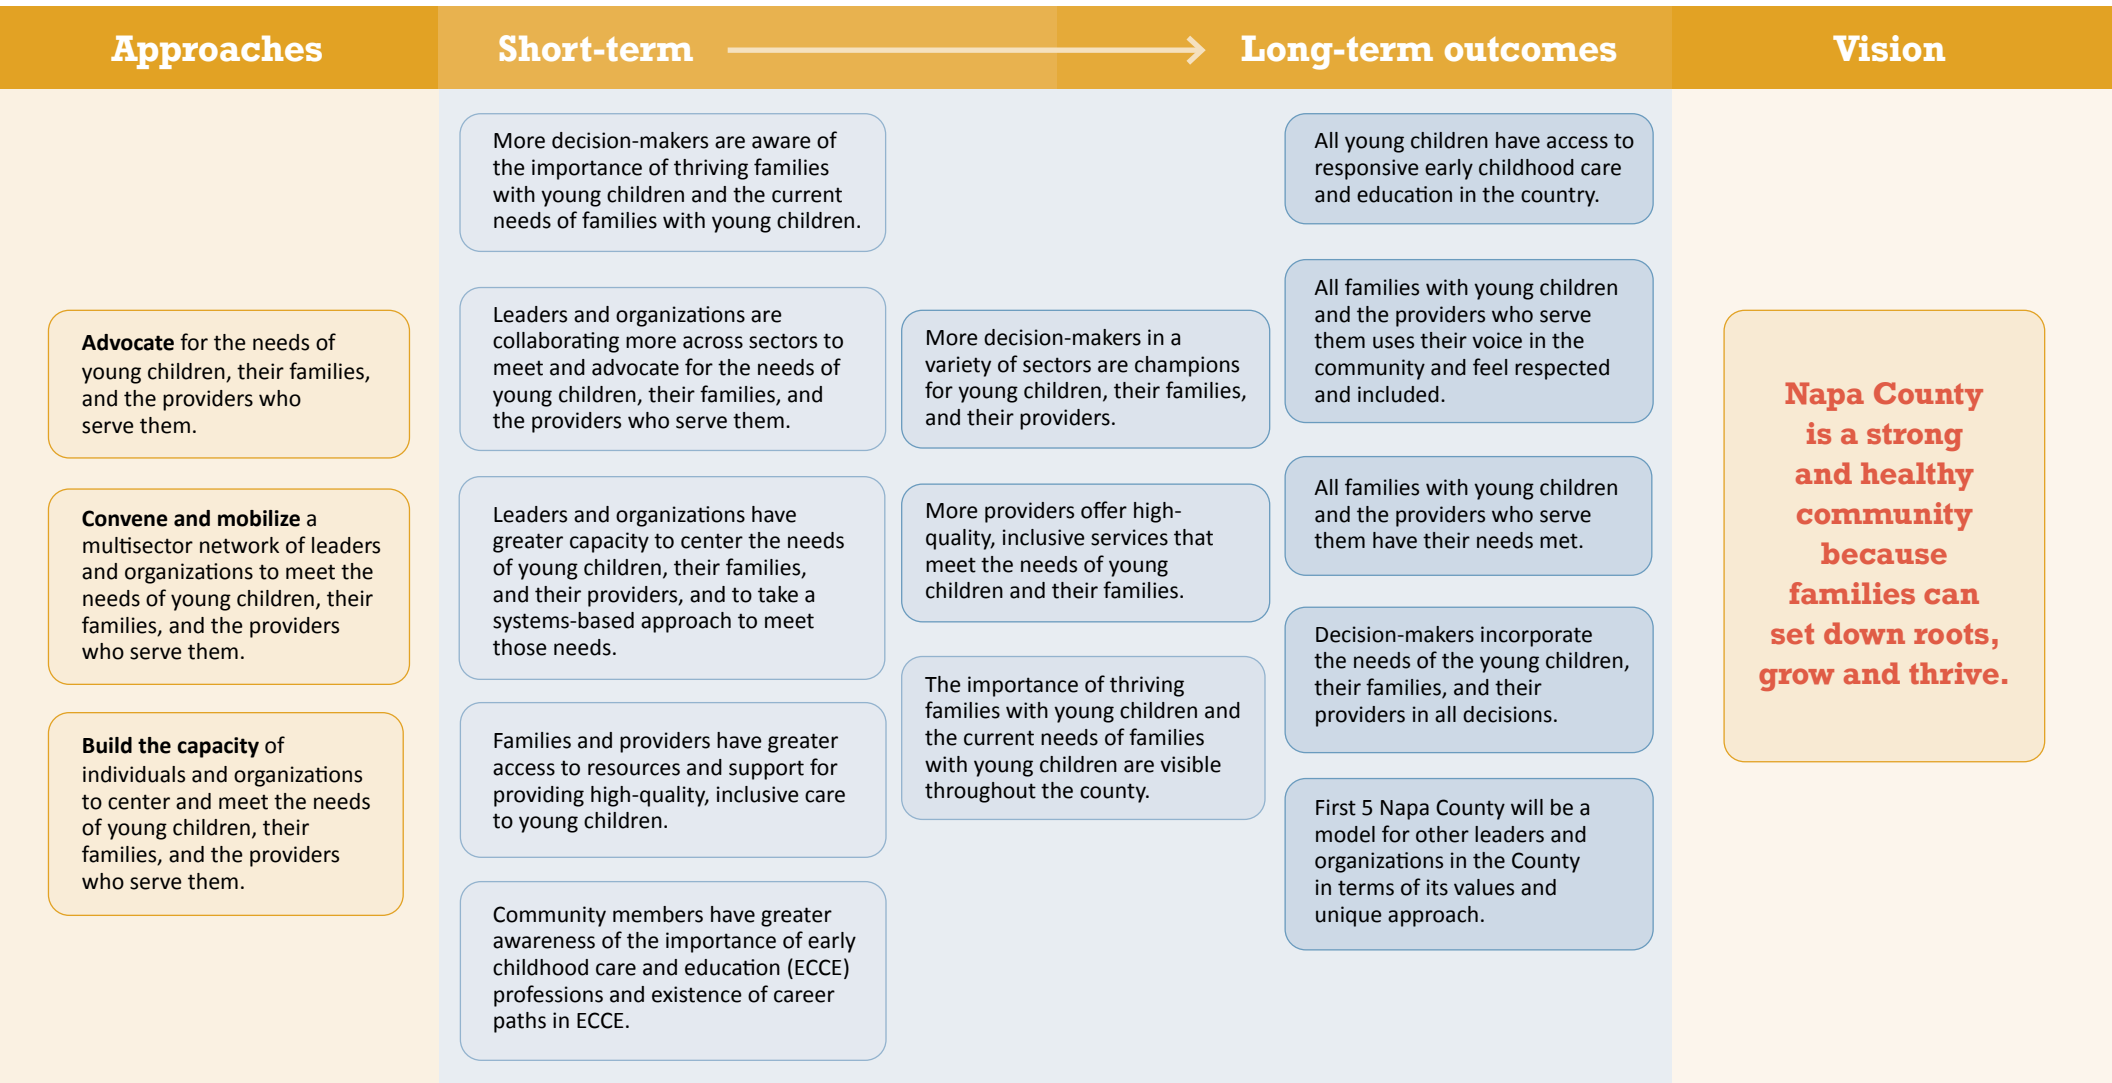 Approaches
Short-term
Long-term outcomes
Vision
Advocate for the needs of
young children, their families,
and the providers who
serve them.
Convene and mobilize a
multisector network of leaders
and organizations to meet the
needs of young children, their
families, and the providers
who serve them.
Build the capacity of
individuals and organizations
to center and meet the needs
of young children, their
families, and the providers
who serve them.
More decision-makers are aware of
the importance of thriving families
with young children and the current
needs of families with young children.
Leaders and organizations are
collaborating more across sectors to
meet and advocate for the needs of
young children, their families, and
the providers who serve them.
Leaders and organizations have
greater capacity to center the needs
of young children, their families,
and their providers, and to take a
systems-based approach to meet
those needs.
Families and providers have greater
access to resources and support for
providing high-quality, inclusive care
to young children.
Community members have greater
awareness of the importance of early
childhood care and education (ECCE)
professions and existence of career
paths in ECCE.
More decision-makers in a
variety of sectors are champions
for young children, their families,
and their providers.
More providers offer high-
quality, inclusive services that
meet the needs of young
children and their families.
The importance of thriving
families with young children and
the current needs of families
with young children are visible
throughout the county.
All young children have access to
responsive early childhood care
and education in the country.
All families with young children
and the providers who serve
them uses their voice in the
community and feel respected
and included.
All families with young children
and the providers who serve
them have their needs met.
Decision-makers incorporate
the needs of the young children,
their families, and their
providers in all decisions.
First 5 Napa County will be a
model for other leaders and
organizations in the County
in terms of its values and
unique approach.
Napa County
is a strong
and healthy
community
because
families can
set down roots,
grow and thrive.